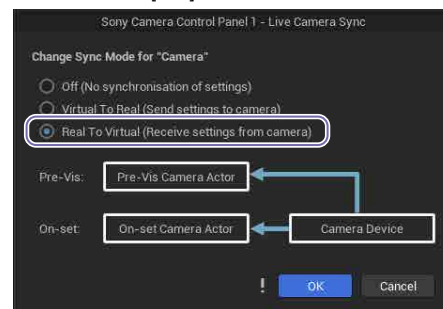 Sony Camera Control Panel 1 - Live Camera Sync
Change Sync Mode for "Camera"
Off (No synchronisation of settings)
Virtual To Real (Send settings to camera)
Real To Virtual (Receive settings from camera)
Pre-Vis: Pre-Vis Camera Actor
On-set: On-set Camera Actor Camera Device
! OK Cancel